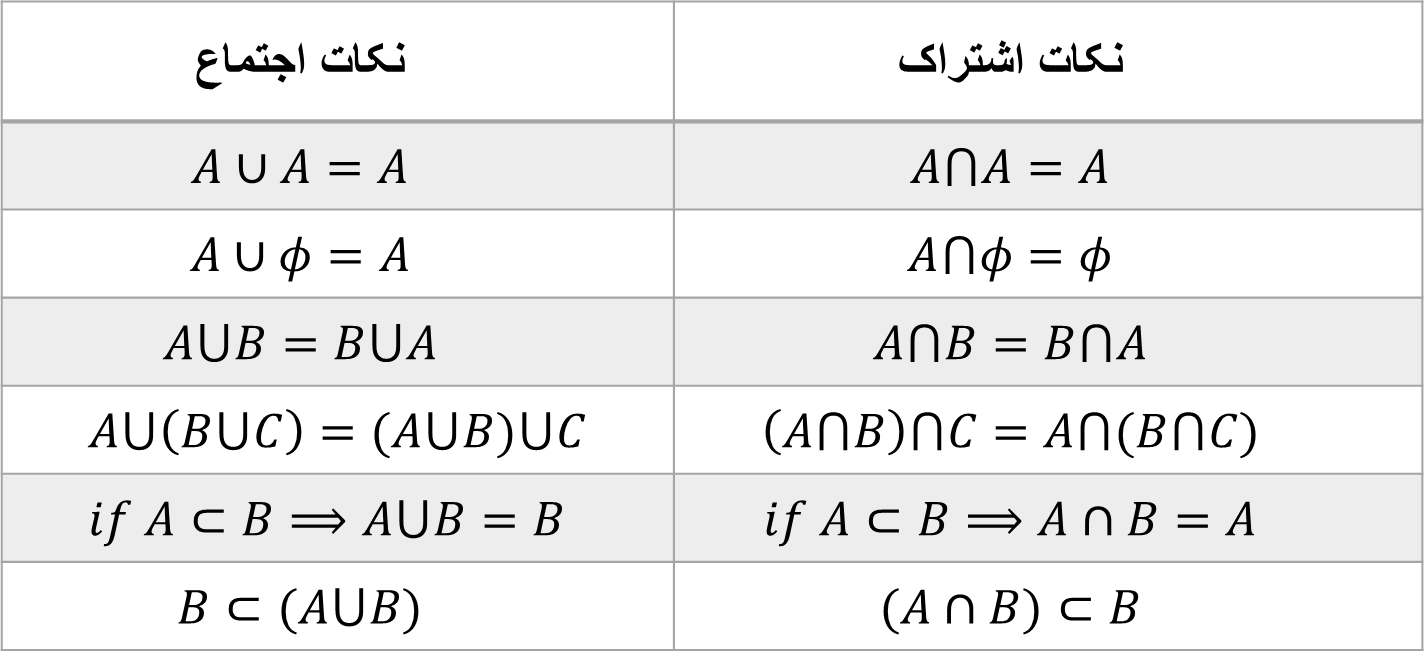 نکات اشتراک
نکات اجتماع
A ∪ A = A
A⋂A = A
A ∪ ϕ = A
A⋂ϕ = ϕ
A⋃B = B⋃A
A⋂B = B⋂A
A⋃(B⋃C) = (A⋃B)⋃C
(A⋂B)⋂C = A⋂(B⋂C)
if A ⊂ B ⟹ A⋃B = B
if A ⊂ B ⟹ A ∩ B = A
B ⊂ (A⋃B)
(A ∩ B) ⊂ B